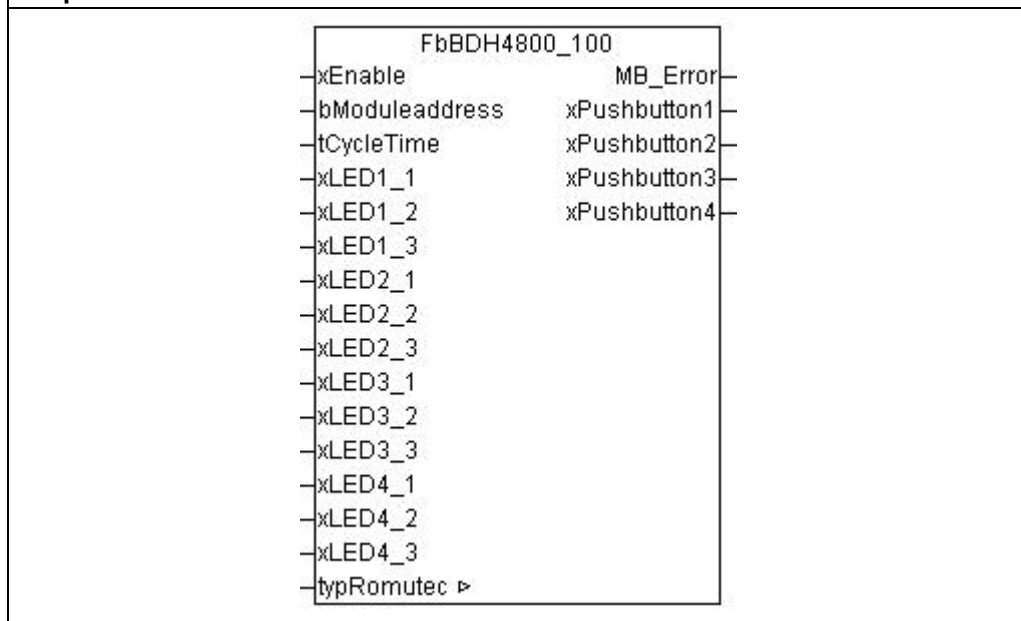 FbBDH4800_100
xEnable MB_Error
bModuleaddress xPushbutton1
tCycleTime xPushbutton2
xLED1_1 xPushbutton3
xLED1_2 xPushbutton4
xLED1_3
xLED2_1
xLED2_2
xLED2_3
xLED3_1
xLED3_2
xLED3_3
xLED4_1
xLED4_2
xLED4_3
typRomutec ▹